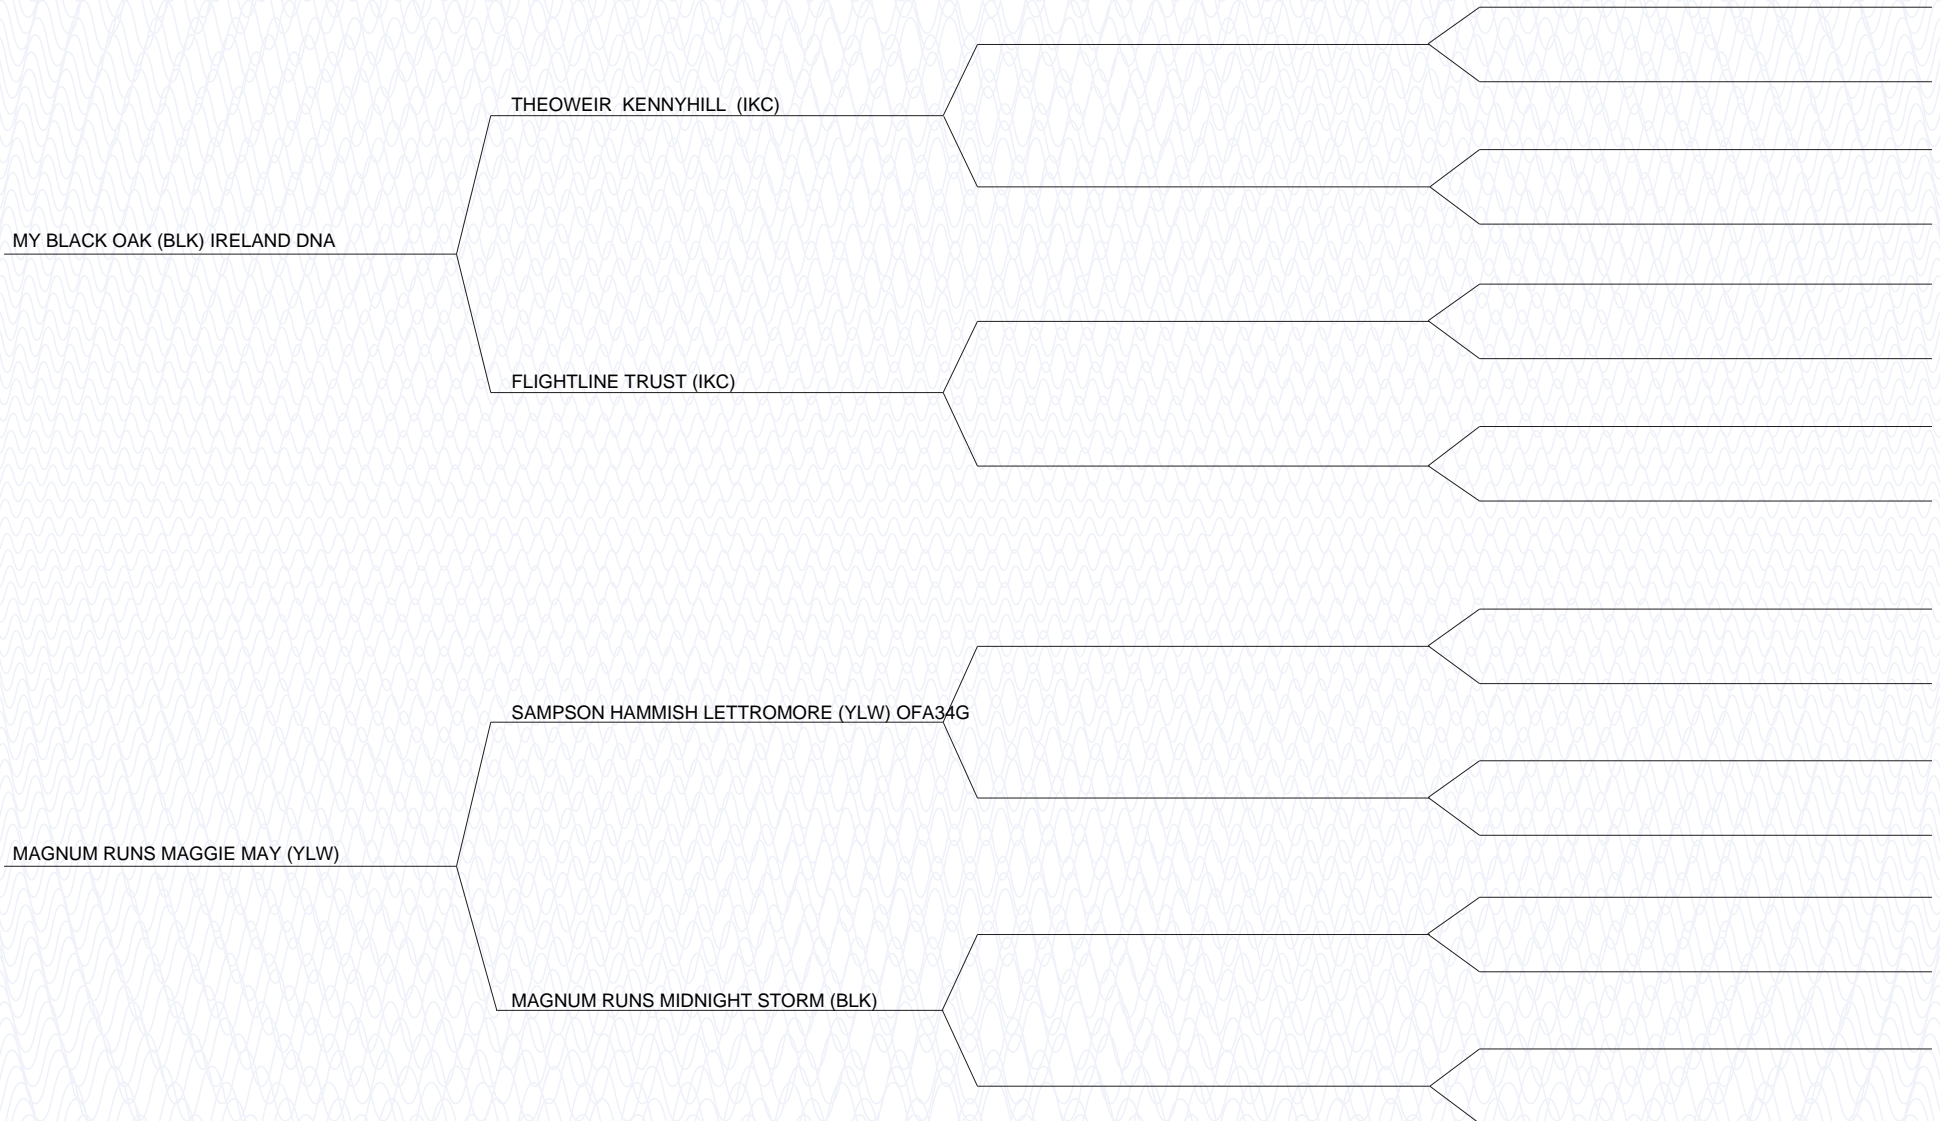 THEOWEIR  KENNYHILL  (IKC)
MY BLACK OAK (BLK) IRELAND DNA
FLIGHTLINE TRUST (IKC)
SAMPSON HAMMISH LETTROMORE (YLW) OFA34G
MAGNUM RUNS MAGGIE MAY (YLW)
MAGNUM RUNS MIDNIGHT STORM (BLK)